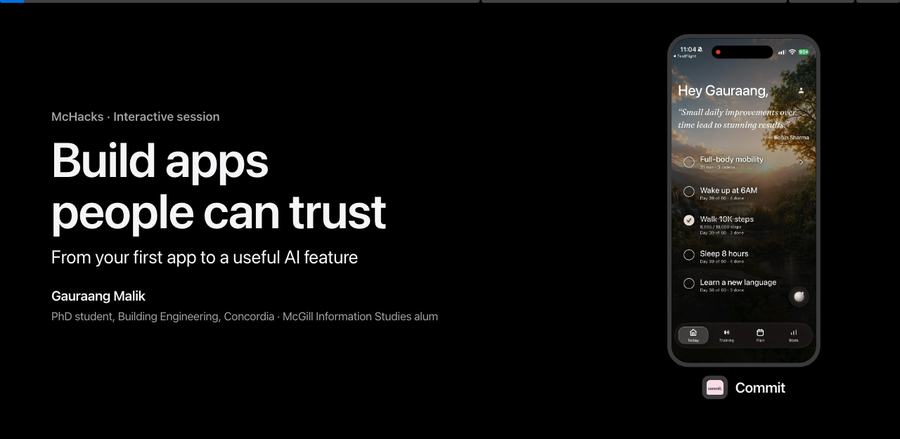 McHacks · Interactive session
Build apps
people can trust
From your first app to a useful AI feature
Gauraang Malik
PhD student, Building Engineering, Concordia · McGill Information Studies alum
11:04
TestFlight
Hey Gauraang,
"Small daily improvements over
time lead to stunning results."
Robin Sharma
Full-body mobility
Wake up at 6AM
Walk 10K steps
Sleep 8 hours
Learn a new language
Today
Training
Plan
Commit